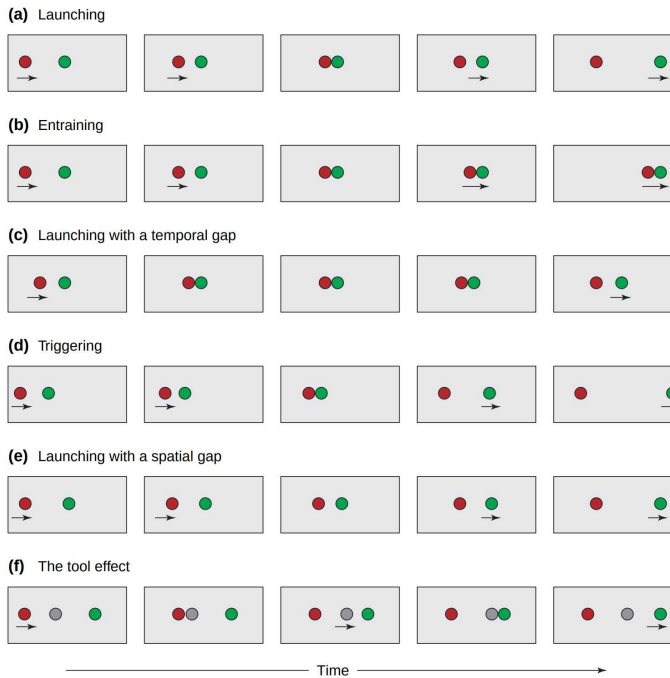 (a) Launching
(b) Entraining
(c) Launching with a temporal gap
(d) Triggering
(e) Launching with a spatial gap
(f) The tool effect
Time